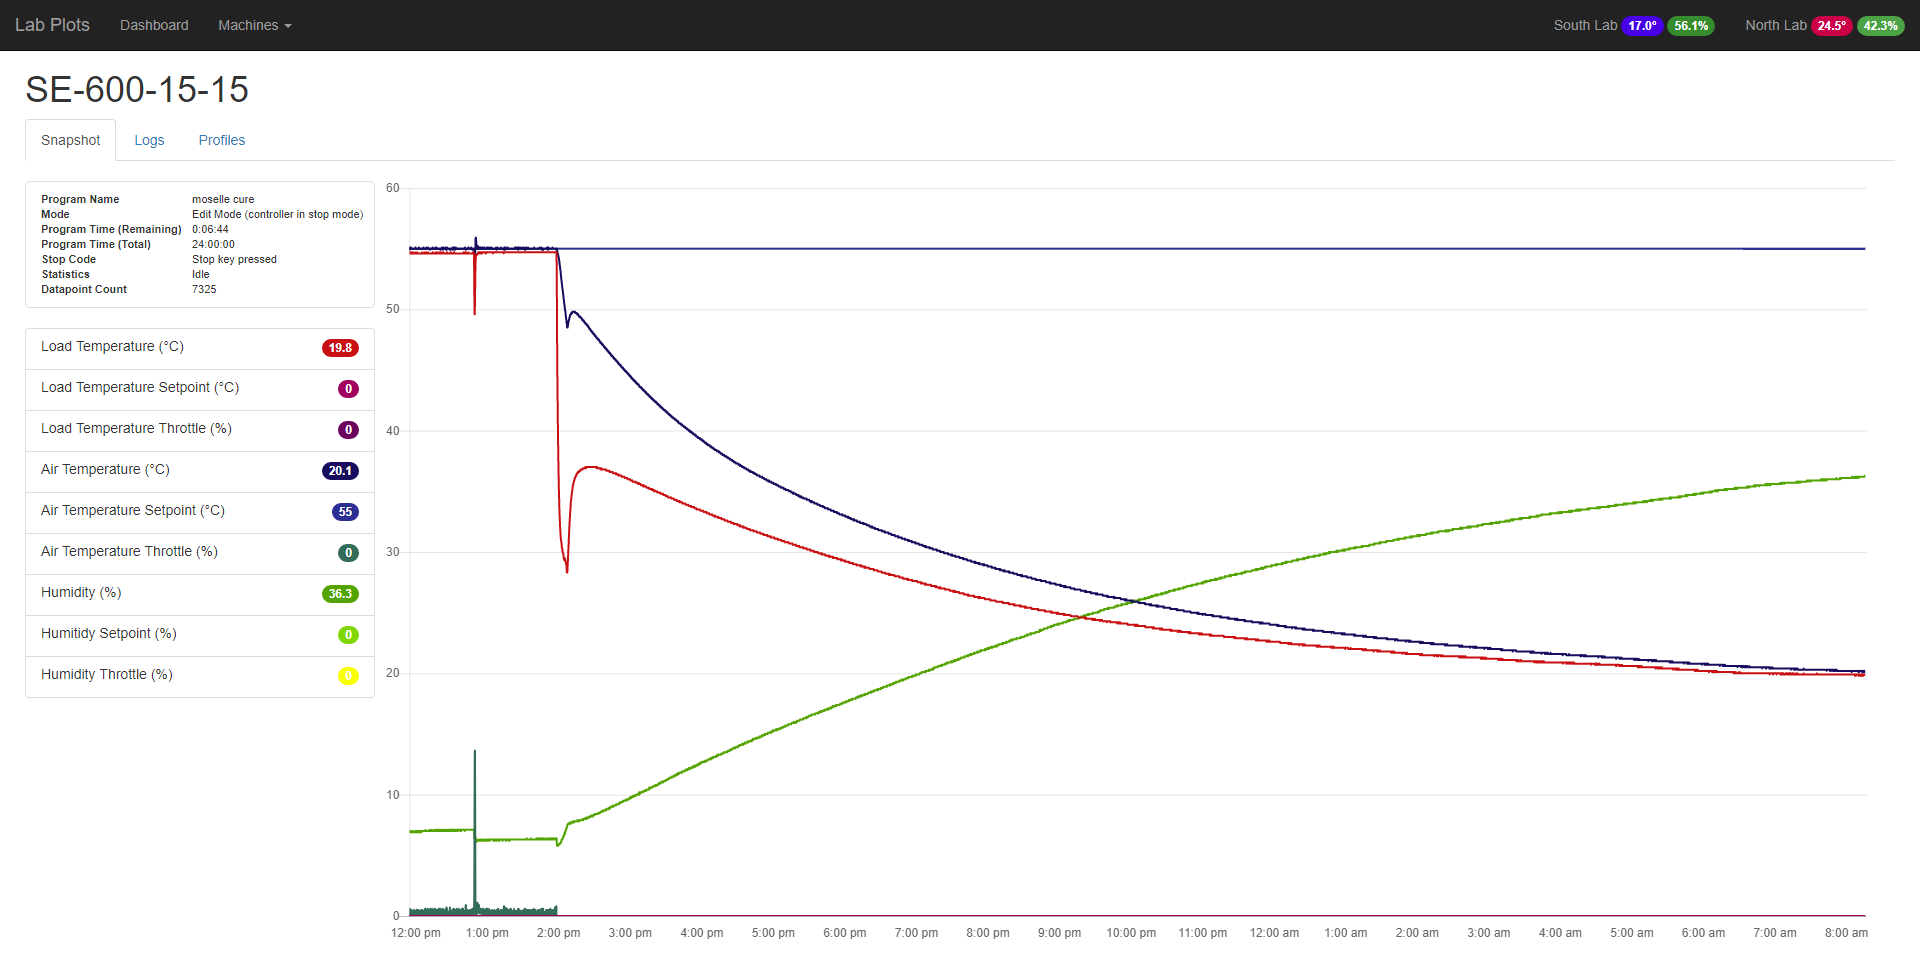 Lab Plots Dashboard Machines South Lab 17.0° 56.1% North Lab 24.5° 42.3%
SE-600-15-15
Snapshot Logs Profiles
Program Name moselle cure
Mode Edit Mode (controller in stop mode)
Program Time (Remaining) 0:06:44
Program Time (Total) 24:00:00
Stop Code Stop key pressed
Statistics Idle
Datapoint Count 7325
Load Temperature (°C) 19.8
Load Temperature Setpoint (°C) 0
Load Temperature Throttle (%) 0
Air Temperature (°C) 20.1
Air Temperature Setpoint (°C) 55
Air Temperature Throttle (%) 0
Humidity (%) 36.3
Humitidy Setpoint (%) 0
Humidity Throttle (%) 0
60
50
40
30
20
10
0
12:00 pm 1:00 pm 2:00 pm 3:00 pm 4:00 pm 5:00 pm 6:00 pm 7:00 pm 8:00 pm 9:00 pm 10:00 pm 11:00 pm 12:00 am 1:00 am 2:00 am 3:00 am 4:00 am 5:00 am 6:00 am 7:00 am 8:00 am